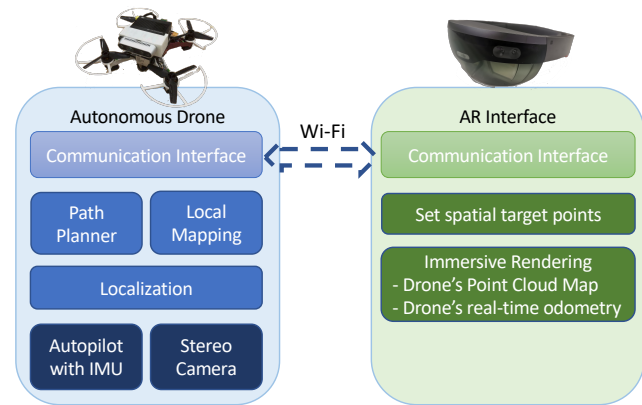 Autonomous Drone
Communication Interface
Path
Planner
Local
Mapping
Localization
Autopilot
with IMU
Stereo
Camera
Wi-Fi
AR Interface
Communication Interface
Set spatial target points
Immersive Rendering
- Drone's Point Cloud Map
- Drone's real-time odometry